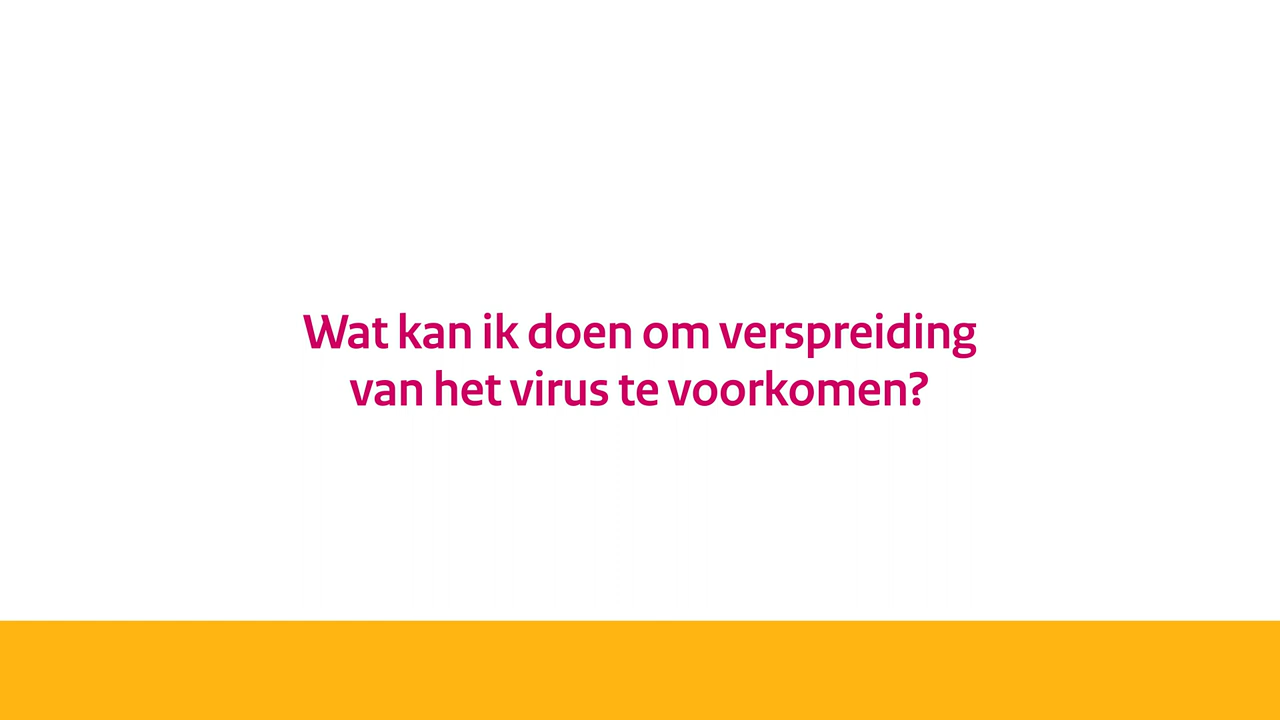 Wat kan ik doen om verspreiding
van het virus te voorkomen?